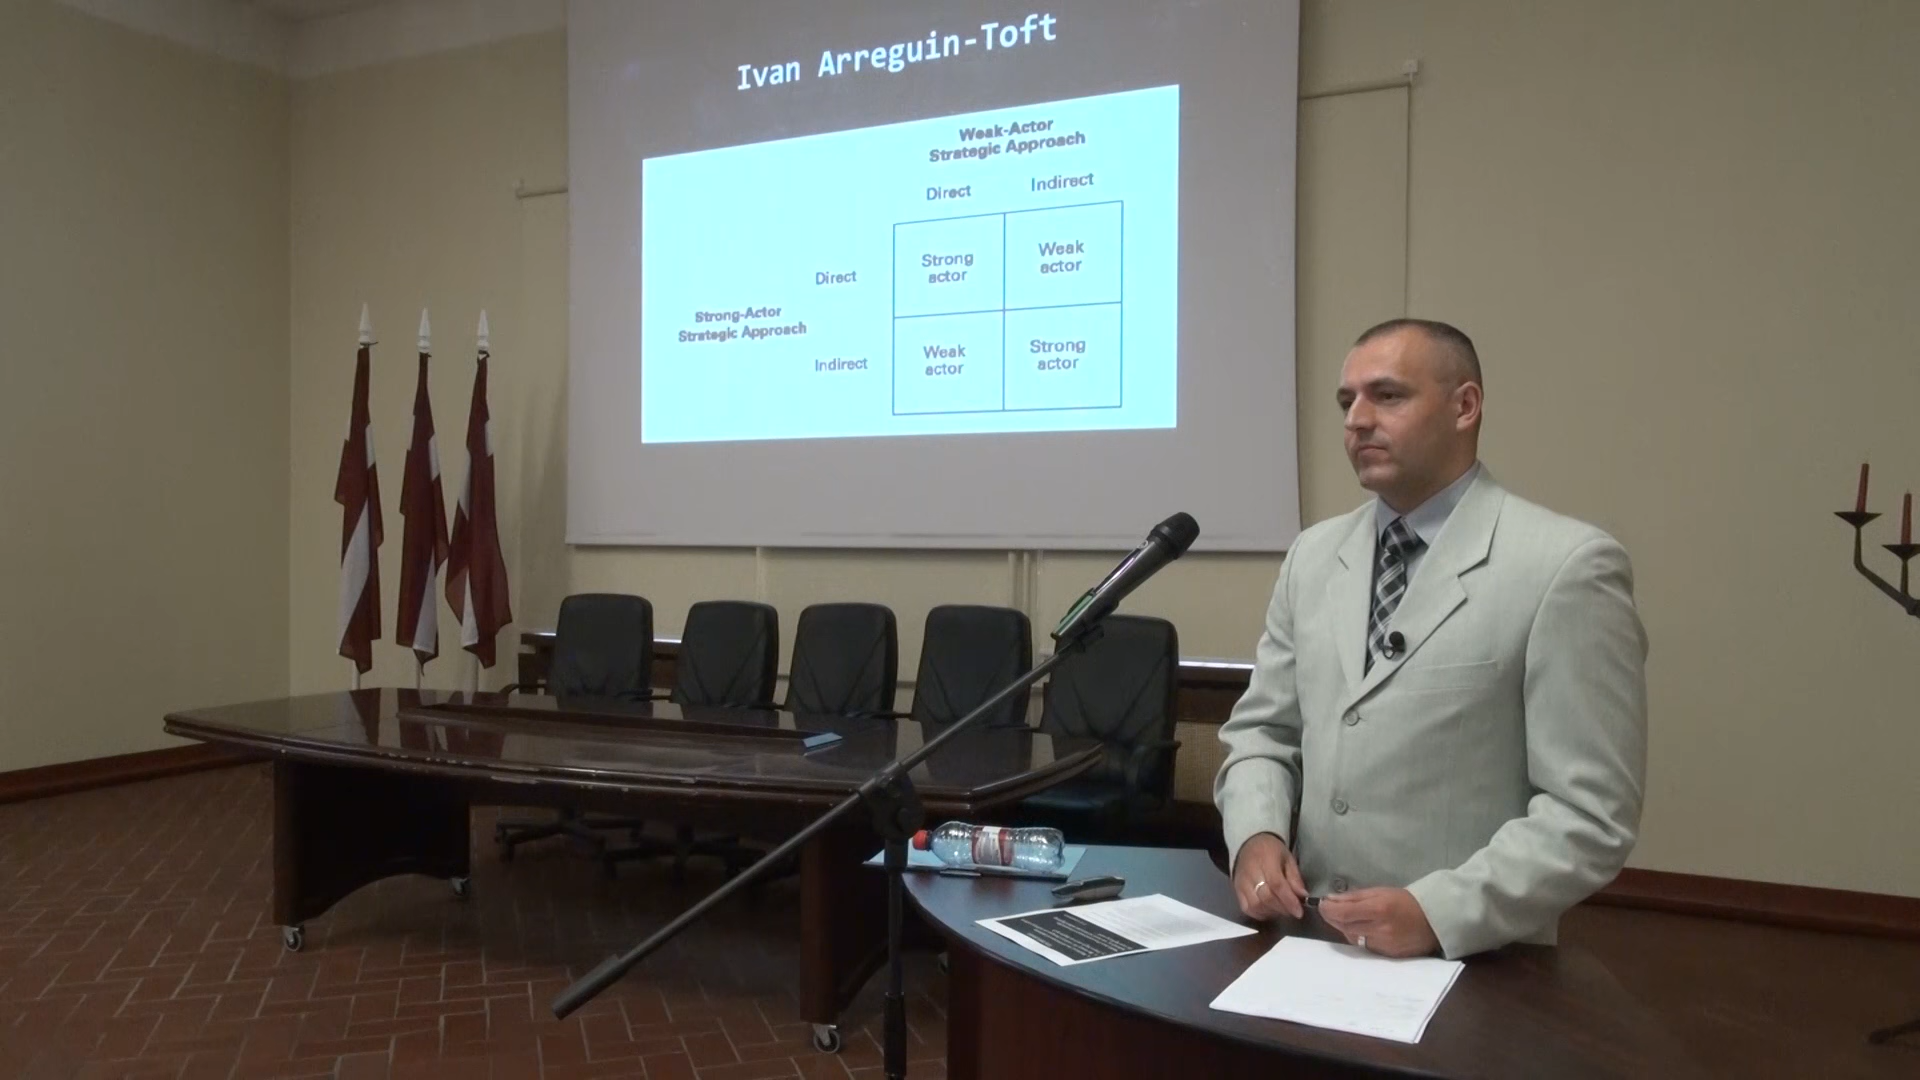 Ivan Arreguin-Toft
Weak-Actor
Strategic Approach
Direct Indirect
Direct
Strong
actor
Weak
actor
Strong-Actor
Strategic Approach
Indirect
Weak
actor
Strong
actor